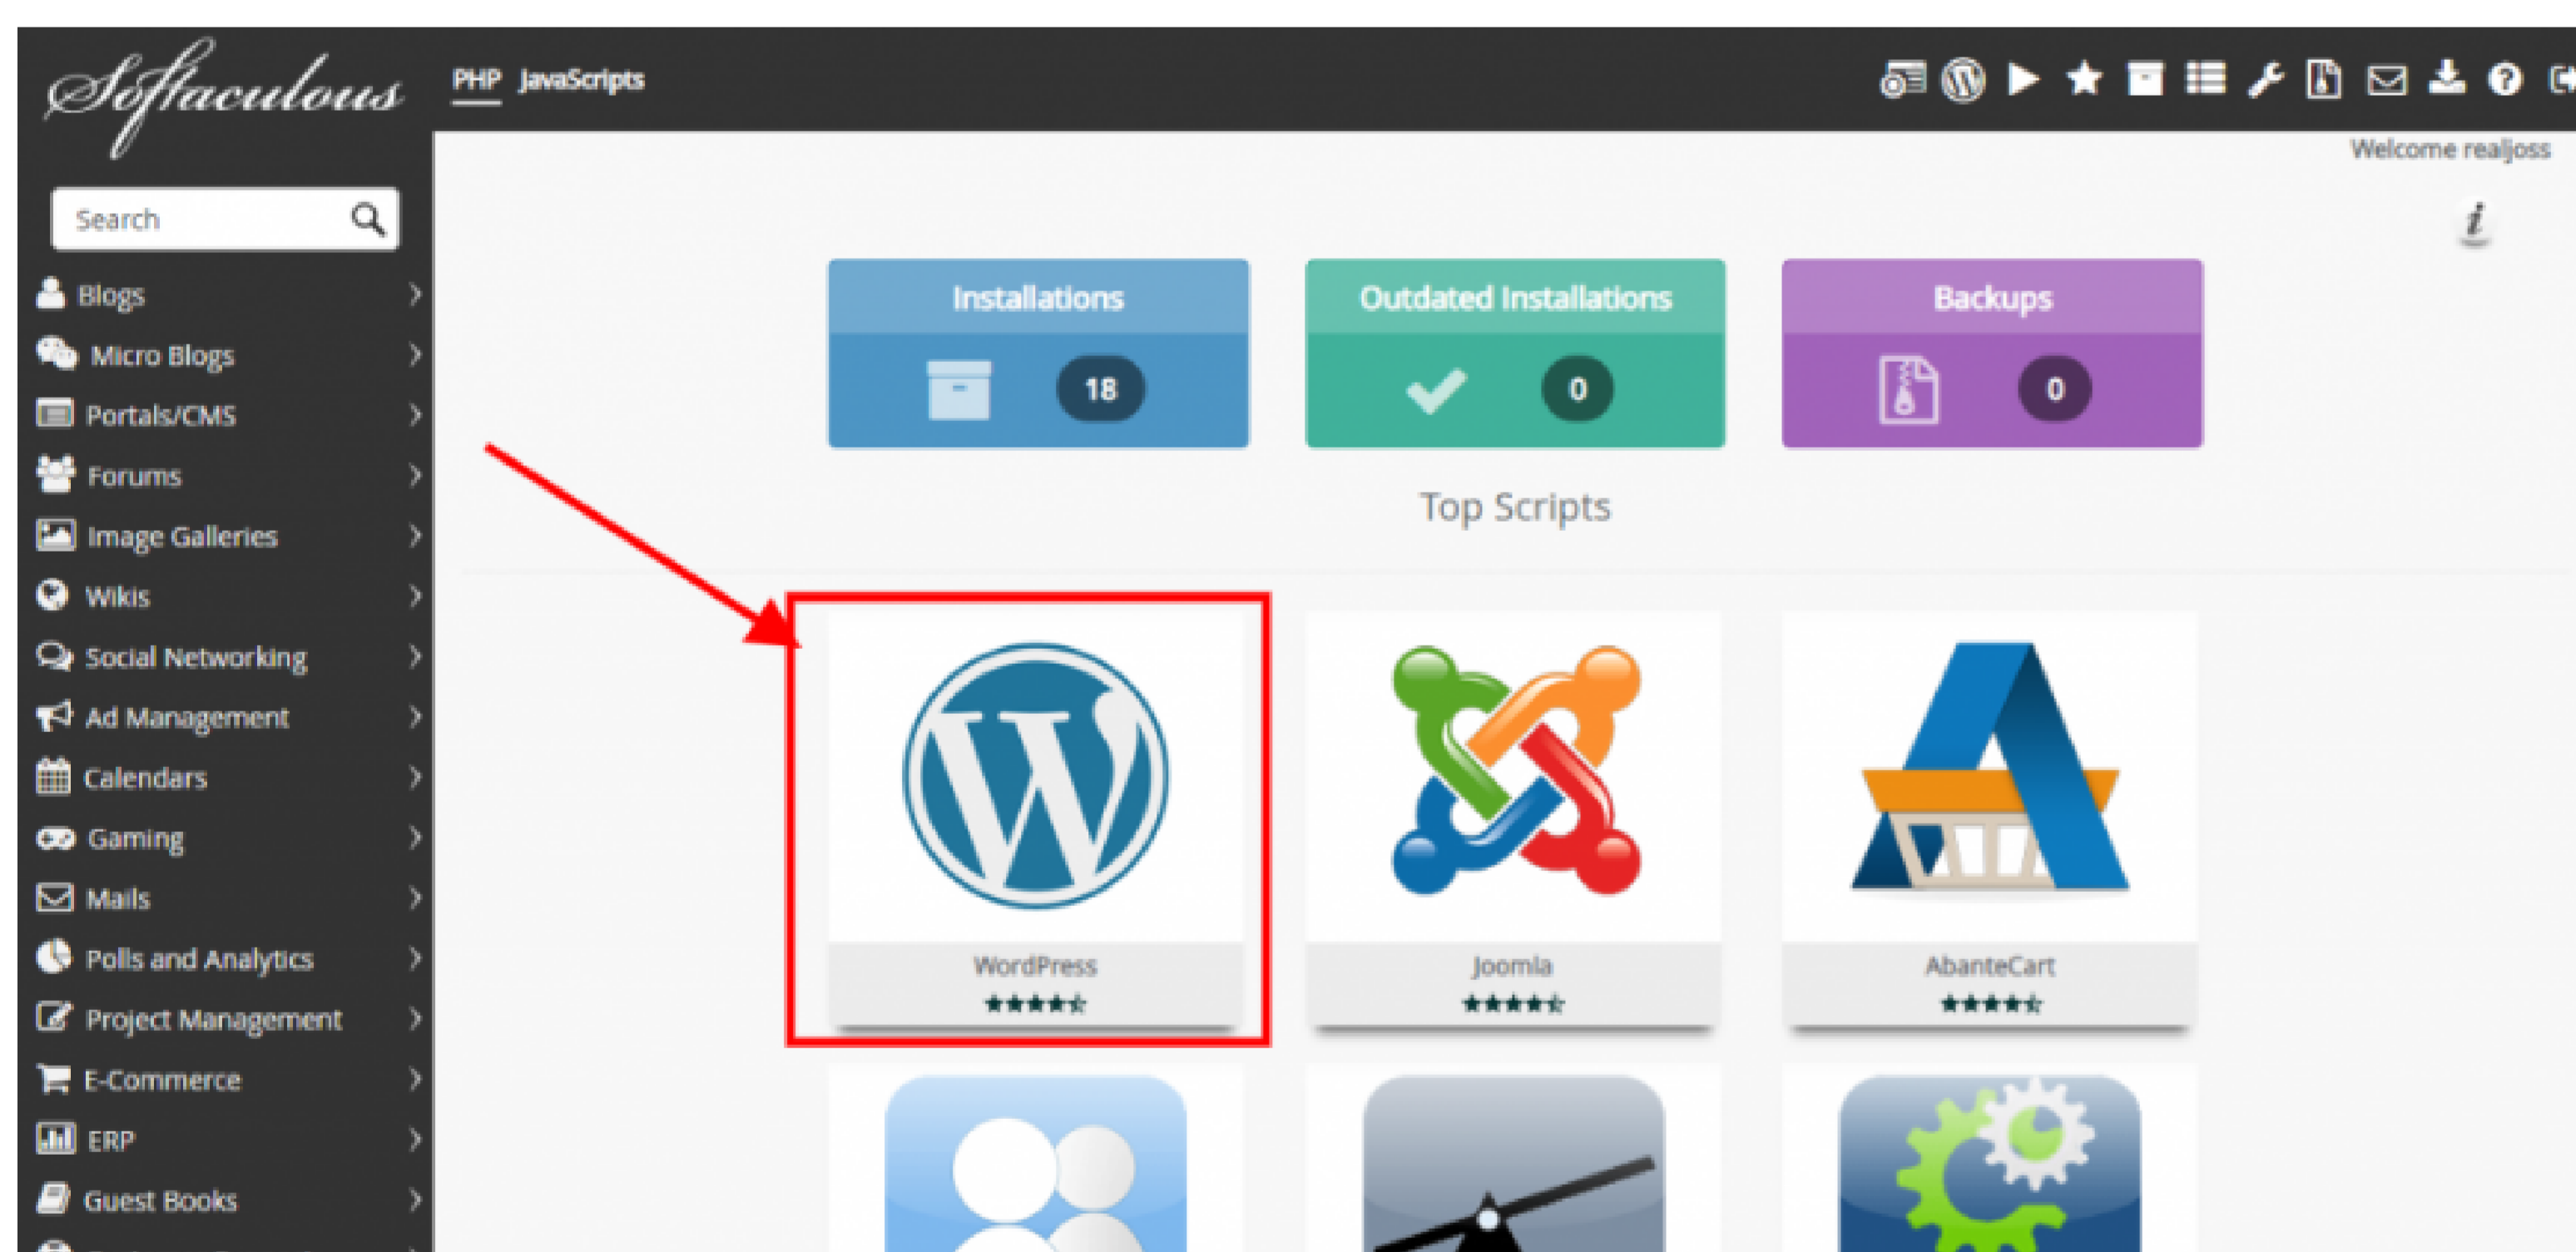 Softaculous
PHP JavaScripts
Welcome realjoss
Search
Blogs
Micro Blogs
Portals/CMS
Forums
Image Galleries
Wikis
Social Networking
Ad Management
Calendars
Gaming
Mails
Polls and Analytics
Project Management
E-Commerce
ERP
Guest Books
Installations
18
Outdated Installations
0
Backups
0
Top Scripts
WordPress
Joomla
AbanteCart